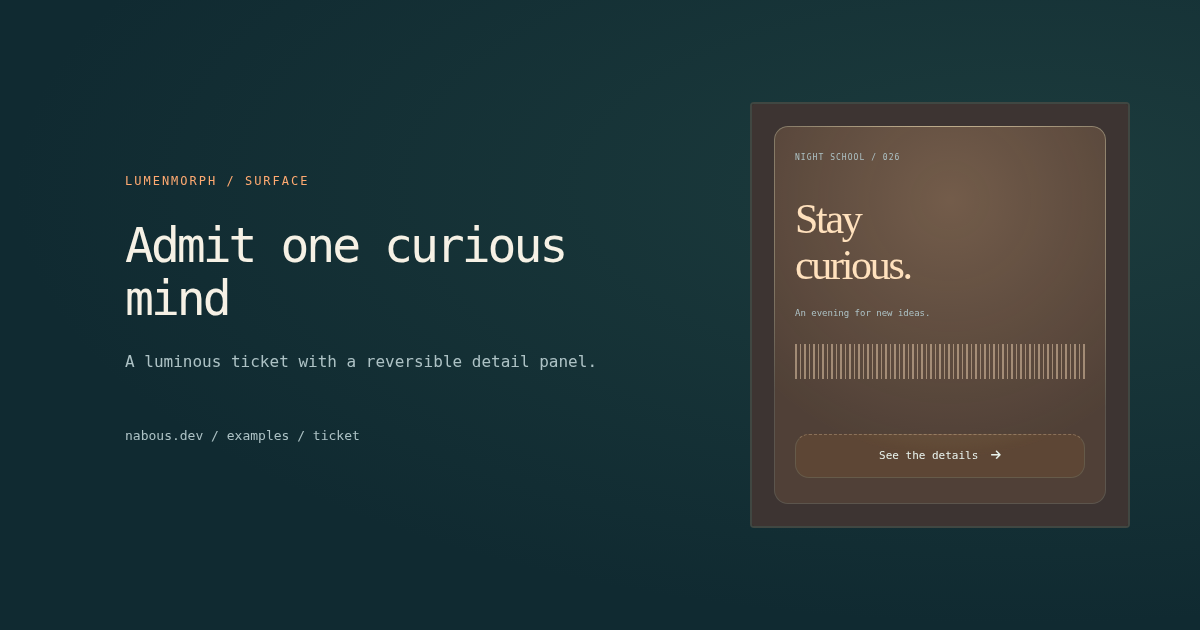 LUMENMORPH / SURFACE
Admit one curious
mind
A luminous ticket with a reversible detail panel.
nabous.dev / examples / ticket
NIGHT SCHOOL / 026
Stay
curious.
An evening for new ideas.
See the details →